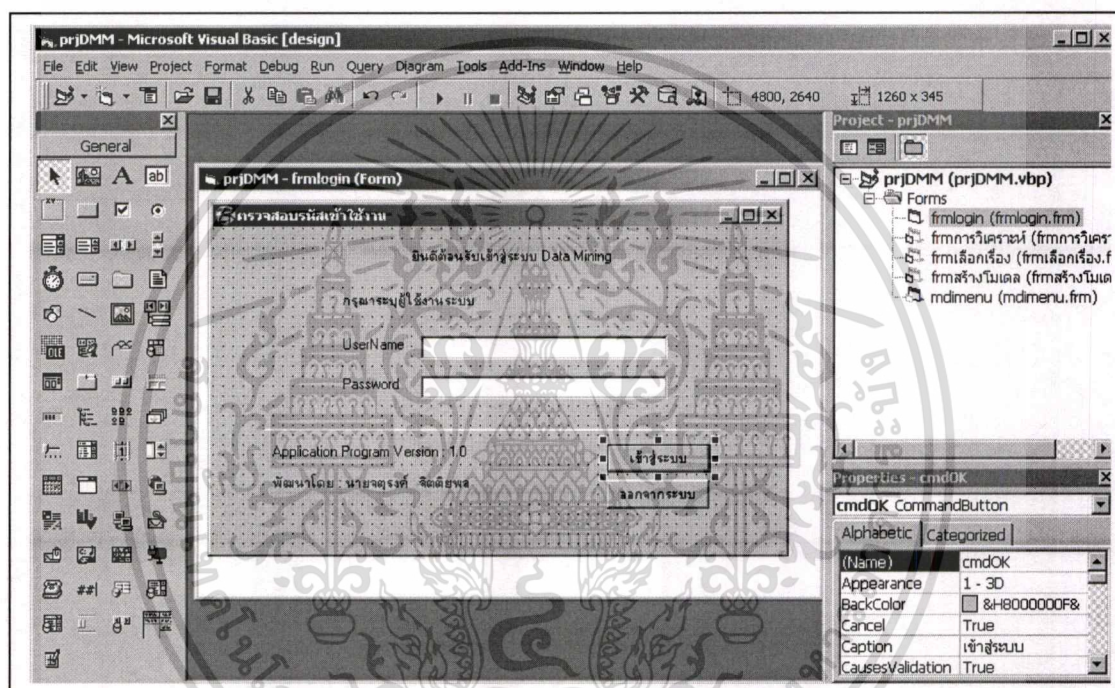 prjDMM - Microsoft Visual Basic [design]
File Edit View Project Format Debug Run Query Diagram Tools Add-Ins Window Help
4800, 2640 1260 x 345
General
prjDMM - frmlogin (Form)
ตรวจสอบรหัสเข้าใช้งาน
ยินดีต้อนรับเข้าสู่ระบบ Data Mining
กรุณาระบุผู้ใช้งานระบบ
UserName
Password
Application Program Version : 1.0
พัฒนาโดย : นายจตุรงค์ จิตติยพล
เข้าสู่ระบบ
ออกจากระบบ
Project - prjDMM
prjDMM (prjDMM.vbp)
Forms
frmlogin (frmlogin.frm)
frmการวิเคราะห์ (frmการวิเคร
frmเลือกเรื่อง (frmเลือกเรื่อง.f
frmสร้างโมเดล (frmสร้างโมเด
mdimenu (mdimenu.frm)
Properties - cmdOK
cmdOK CommandButton
Alphabetic Categorized
(Name) cmdOK
Appearance 1 - 3D
BackColor &H8000000F&
Cancel True
Caption เข้าสู่ระบบ
CausesValidation True